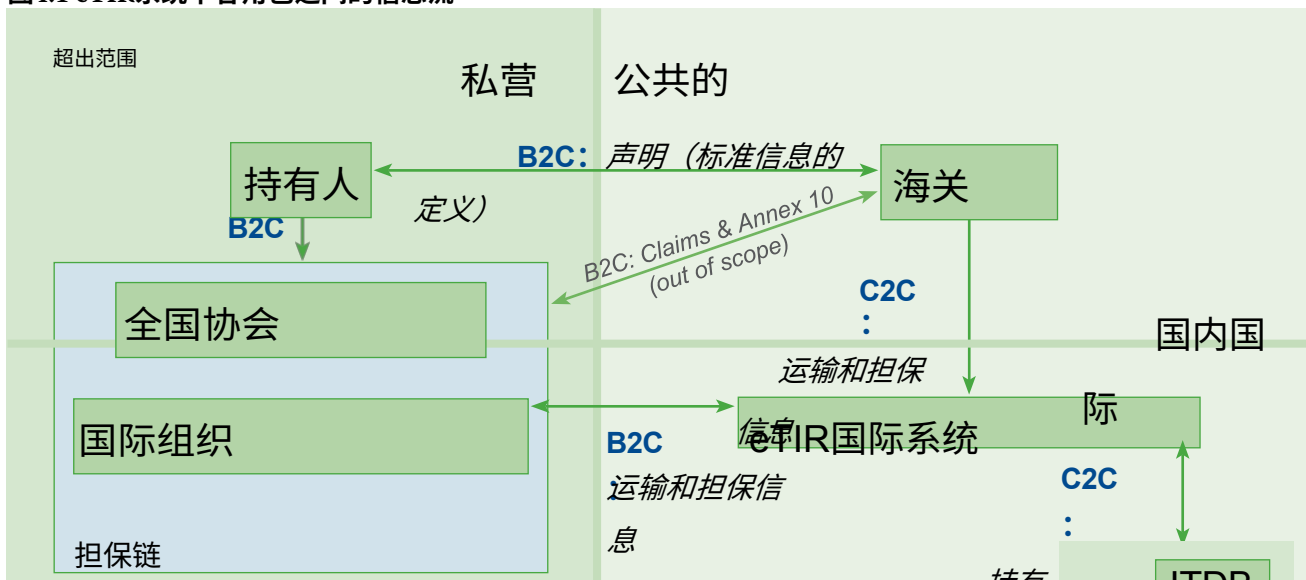 超出范围
私营
公共的
B2C：声明（标准信息的
定义）
持有人
海关
B2C
B2C: Claims & Annex 10
(out of scope)
C2C
：
全国协会
国内国
运输和担保
际
国际组织
信息
eTIR国际系统
B2C
：
运输和担保信
息
C2C
：
担保链